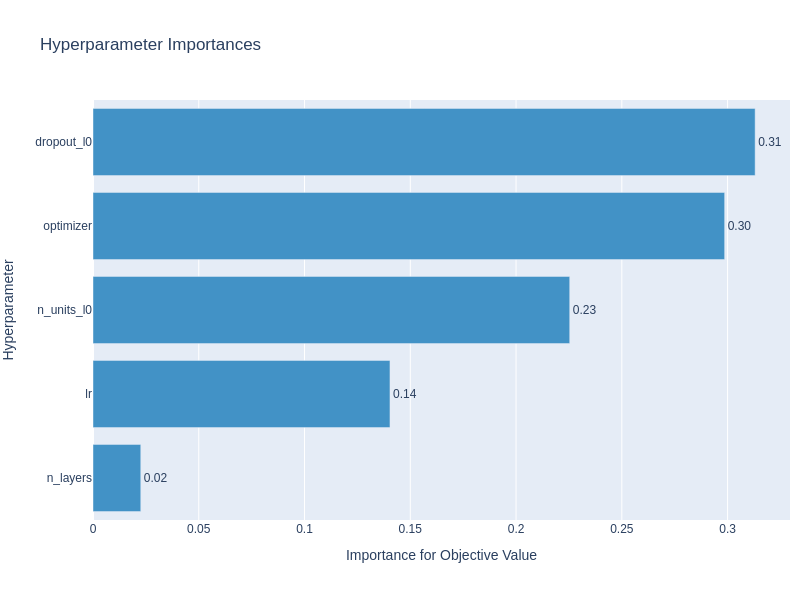 Hyperparameter Importances
Hyperparameter
dropout_l0 0.31
optimizer 0.30
n_units_l0 0.23
lr 0.14
n_layers 0.02
0 0.05 0.1 0.15 0.2 0.25 0.3
Importance for Objective Value